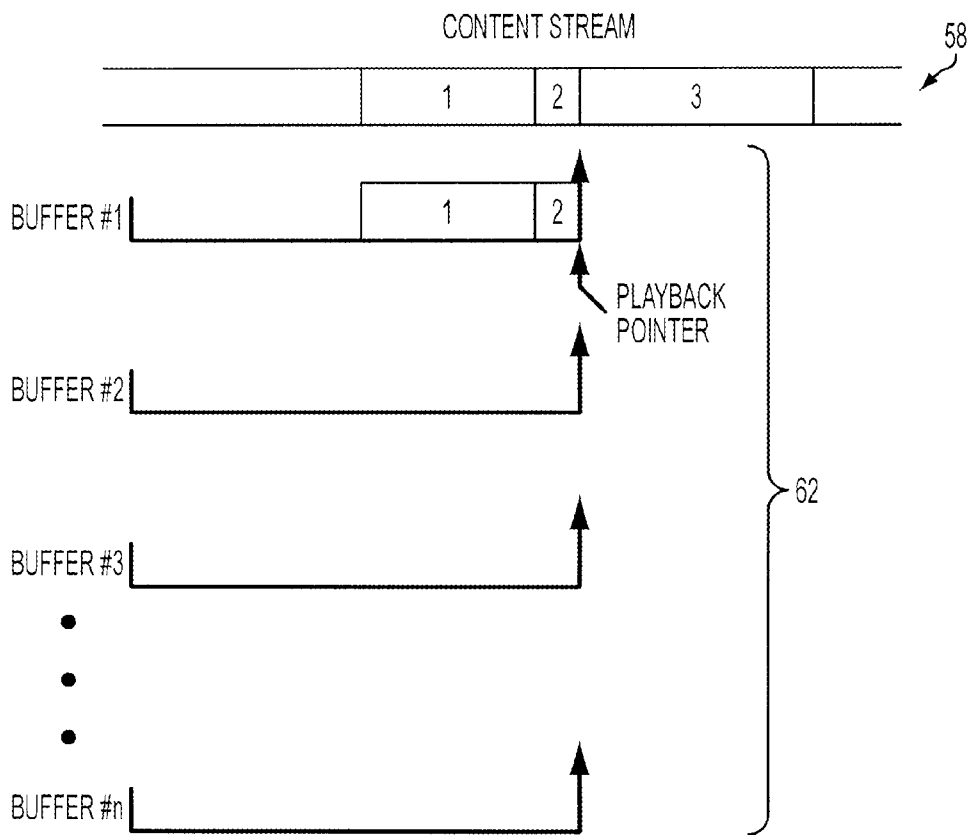 CONTENT STREAM
58
1 2 3
BUFFER #1
1 2
PLAYBACK
POINTER
BUFFER #2
62
BUFFER #3
BUFFER #n